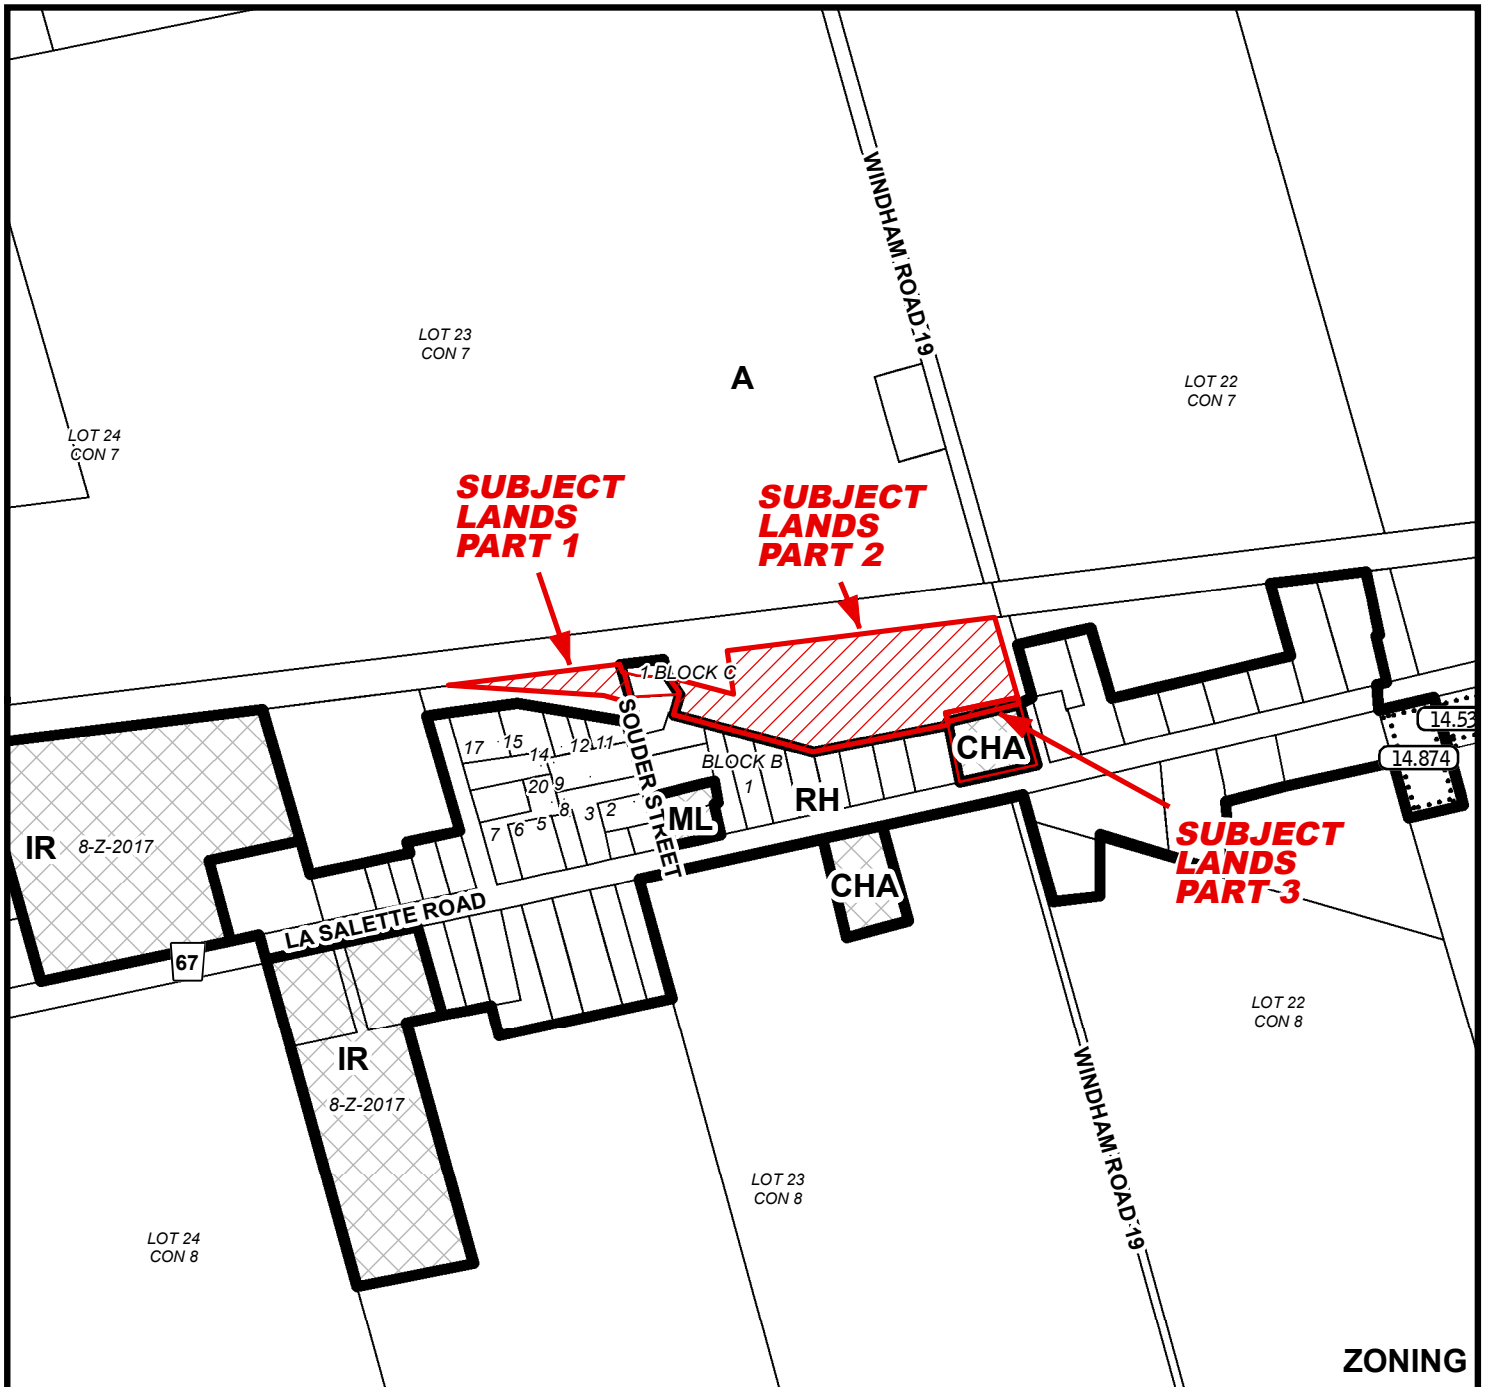 WINDHAM ROAD 19
LOT 23
CON 7
A
LOT 22
CON 7
LOT 24
CON 7
SUBJECT
LANDS
PART 1
SUBJECT
LANDS
PART 2
1 BLOCK C
SOUDER STREET
17
15
14
12
11
20
9
8
7
6
5
3
2
BLOCK B
1
ML
RH
CHA
CHA
14.53
14.874
SUBJECT
LANDS
PART 3
IR
8-Z-2017
LA SALETTE ROAD
67
IR
8-Z-2017
LOT 22
CON 8
WINDHAM ROAD 19
LOT 23
CON 8
LOT 24
CON 8
ZONING